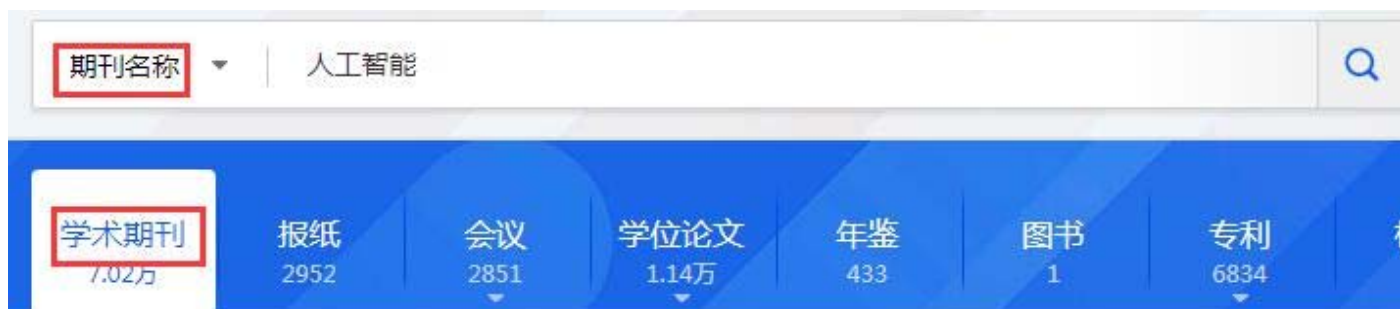 期刊名称 人工智能
学术期刊 报纸 会议 学位论文 年鉴 图书 专利
7.02万 2952 2851 1.14万 433 1 6834